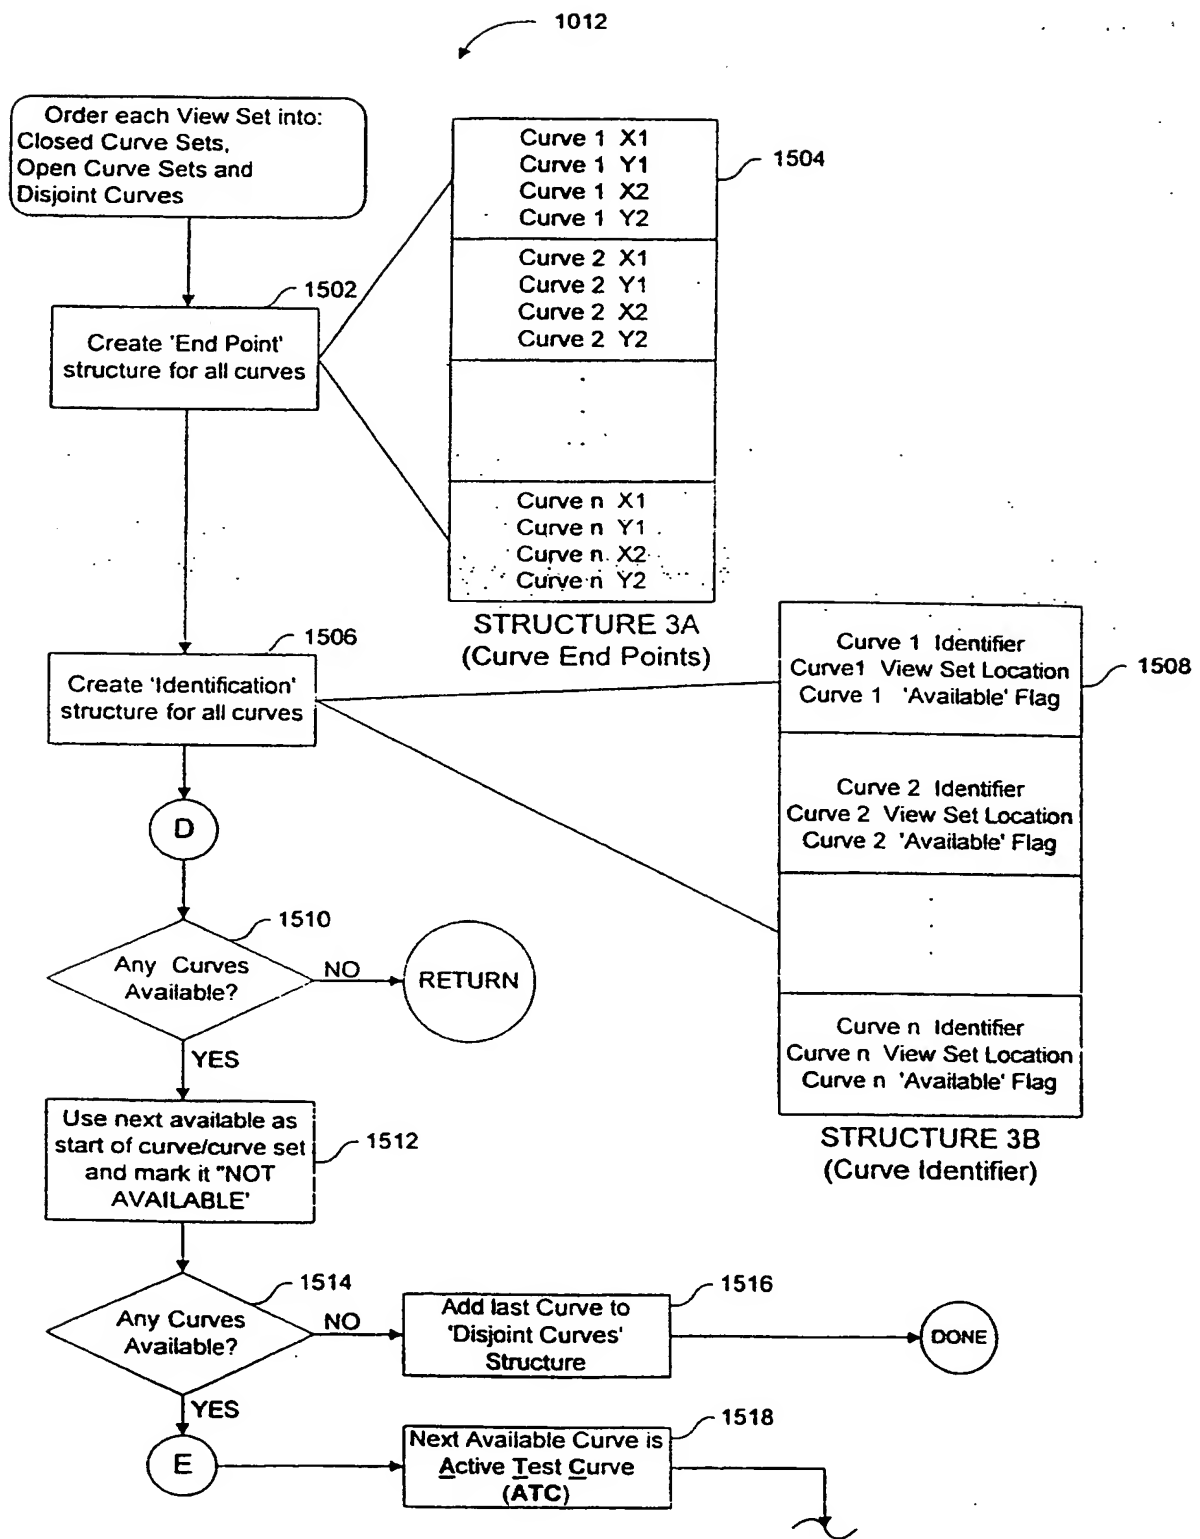 1012
Order each View Set into:
Closed Curve Sets,
Open Curve Sets and
Disjoint Curves
Curve 1 X1
Curve 1 Y1
Curve 1 X2
Curve 1 Y2
1504
Curve 2 X1
Curve 2 Y1
Curve 2 X2
Curve 2 Y2
1502
Create 'End Point'
structure for all curves
Curve n X1
Curve n Y1
Curve n X2
Curve n Y2
STRUCTURE 3A
(Curve End Points)
1506
Create 'Identification'
structure for all curves
Curve 1 Identifier
Curve1 View Set Location
Curve 1 'Available' Flag
1508
Curve 2 Identifier
Curve 2 View Set Location
Curve 2 'Available' Flag
D
1510
Any Curves
Available?
NO
RETURN
YES
Curve n Identifier
Curve n View Set Location
Curve n 'Available' Flag
STRUCTURE 3B
(Curve Identifier)
Use next available as
start of curve/curve set
and mark it "NOT
AVAILABLE'
1512
1514
Any Curves
Available?
NO
1516
Add last Curve to
'Disjoint Curves'
Structure
DONE
YES
E
1518
Next Available Curve is
Active Test Curve
(ATC)